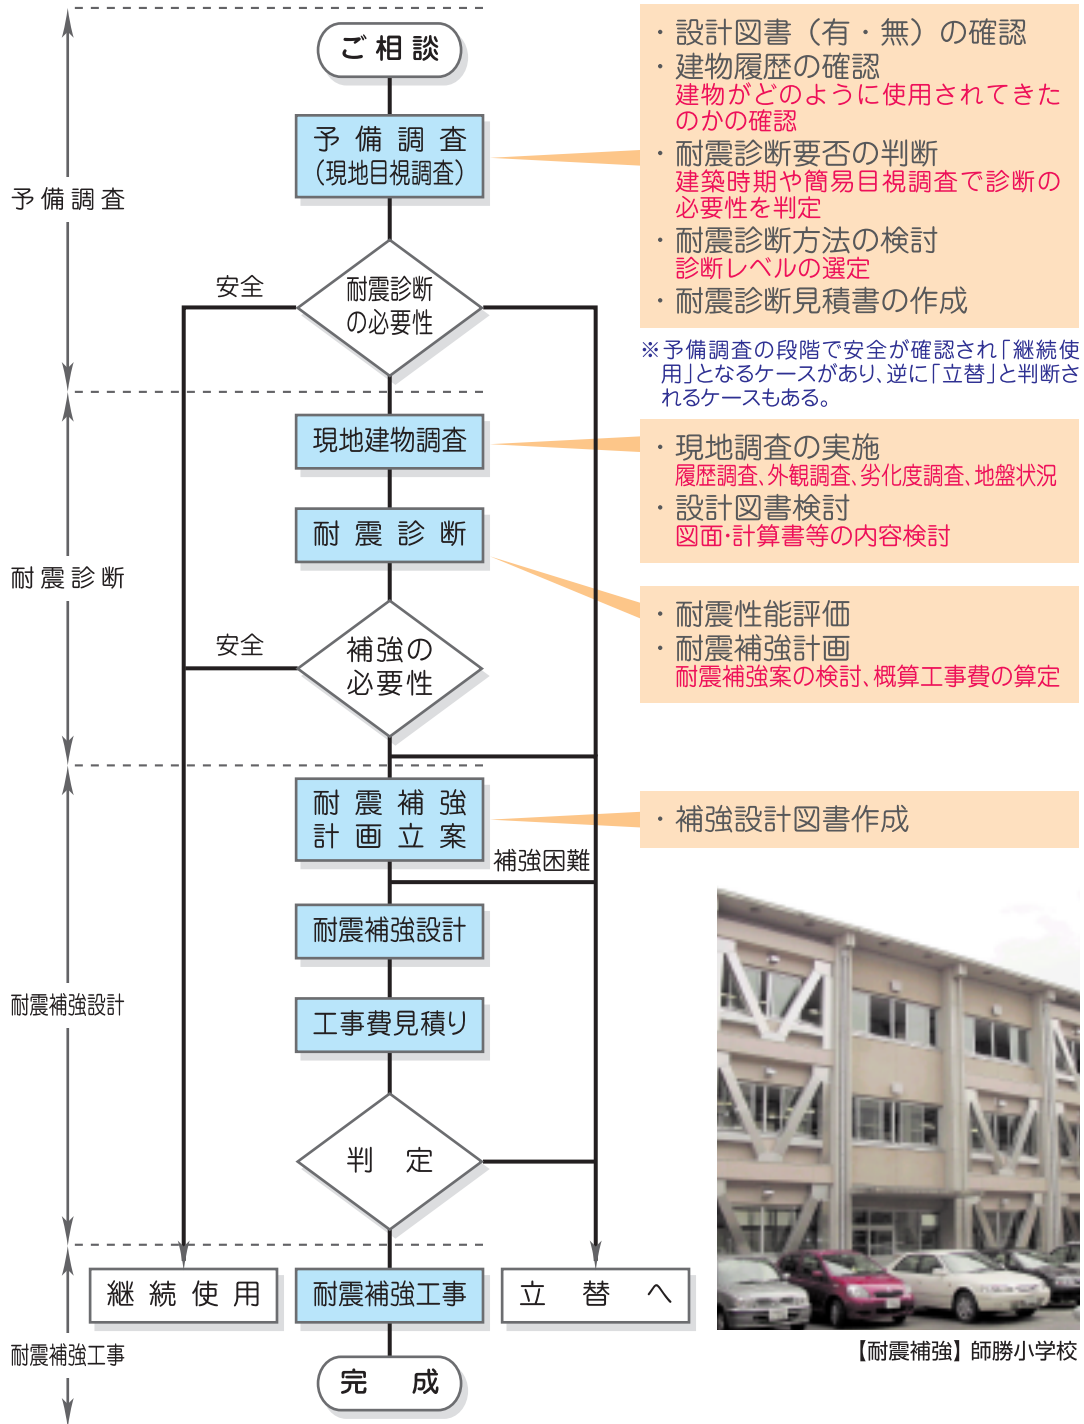 ご相談
予備調査
(現地目視調査)
予備調査
安全
耐震診断
の必要性
・設計図書（有・無）の確認
・建物履歴の確認
建物がどのように使用されてきた
のかの確認
・耐震診断要否の判断
建築時期や簡易目視調査で診断の
必要性を判定
・耐震診断方法の検討
診断レベルの選定
・耐震診断見積書の作成
※予備調査の段階で安全が確認され「継続使
用」となるケースがあり、逆に「立替」と判断さ
れるケースもある。
現地建物調査
・現地調査の実施
履歴調査、外観調査、劣化度調査、地盤状況
・設計図書検討
図面・計算書等の内容検討
耐震診断
耐震診断
・耐震性能評価
・耐震補強計画
耐震補強案の検討、概算工事費の算定
安全
補強の
必要性
耐震補強
計画立案
・補強設計図書作成
補強困難
耐震補強設計
耐震補強設計
工事費見積り
判定
継続使用
耐震補強工事
立替へ
耐震補強工事
完成
【耐震補強】師勝小学校